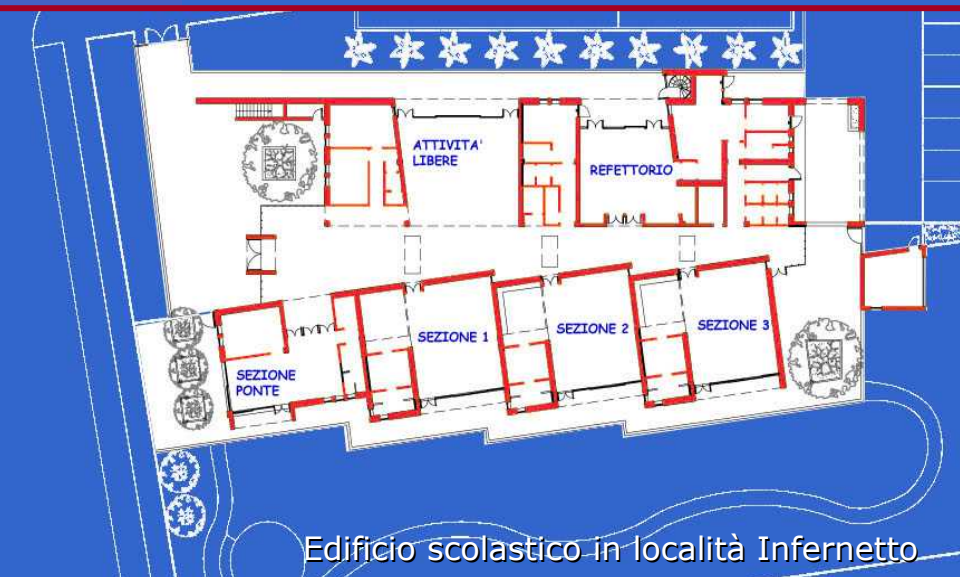 ATTIVITA'
LIBERE
REFETTORIO
SEZIONE 1
SEZIONE 2
SEZIONE 3
SEZIONE
PONTE
Edificio scolastico in località Infernetto